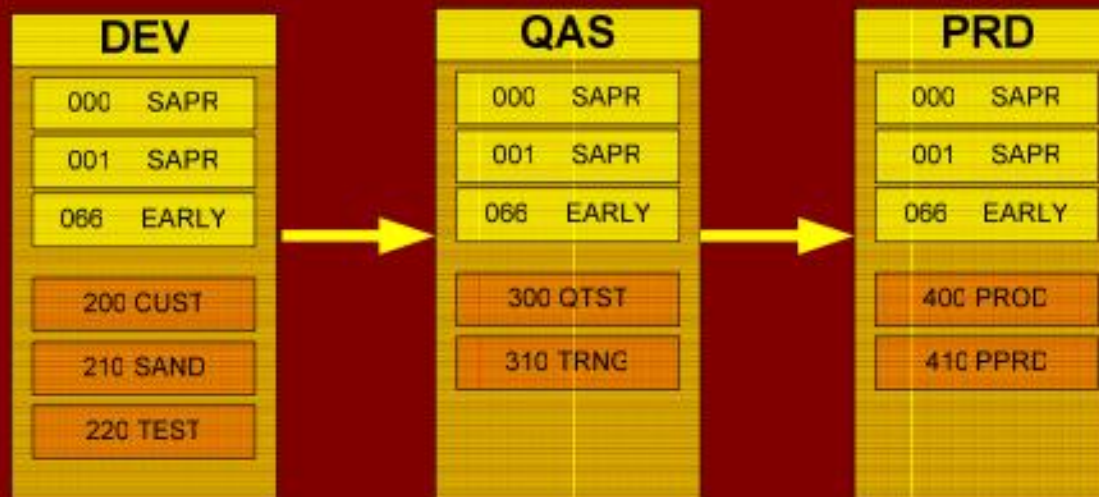 DEV
000 SAPR
001 SAPR
066 EARLY
200 CUST
210 SAND
220 TEST
QAS
000 SAPR
001 SAPR
066 EARLY
300 QTST
310 TRNG
PRD
000 SAPR
001 SAPR
066 EARLY
400 PROD
410 PPRD